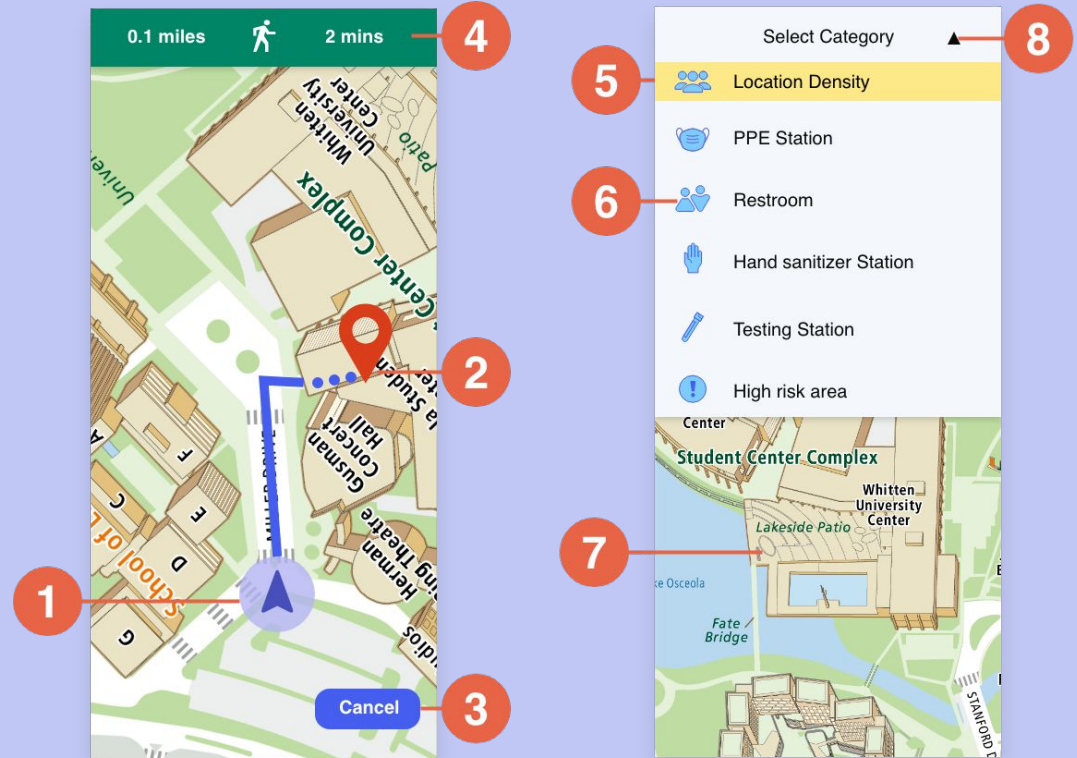 0.1 miles
2 mins
4
Whitten
University
Center
Patio
Univer
Center Complex
2
Gusman
Concert
Hall
MILLER DRIVE
F
A
C
E
D
G
School of L
Herman
ing Theatre
udios
1
Cancel
3
Select Category
8
5
Location Density
PPE Station
6
Restroom
Hand sanitizer Station
Testing Station
High risk area
Center
Student Center Complex
Whitten
University
Center
Lakeside Patio
7
ke Osceola
Fate
Bridge
STANFORD D